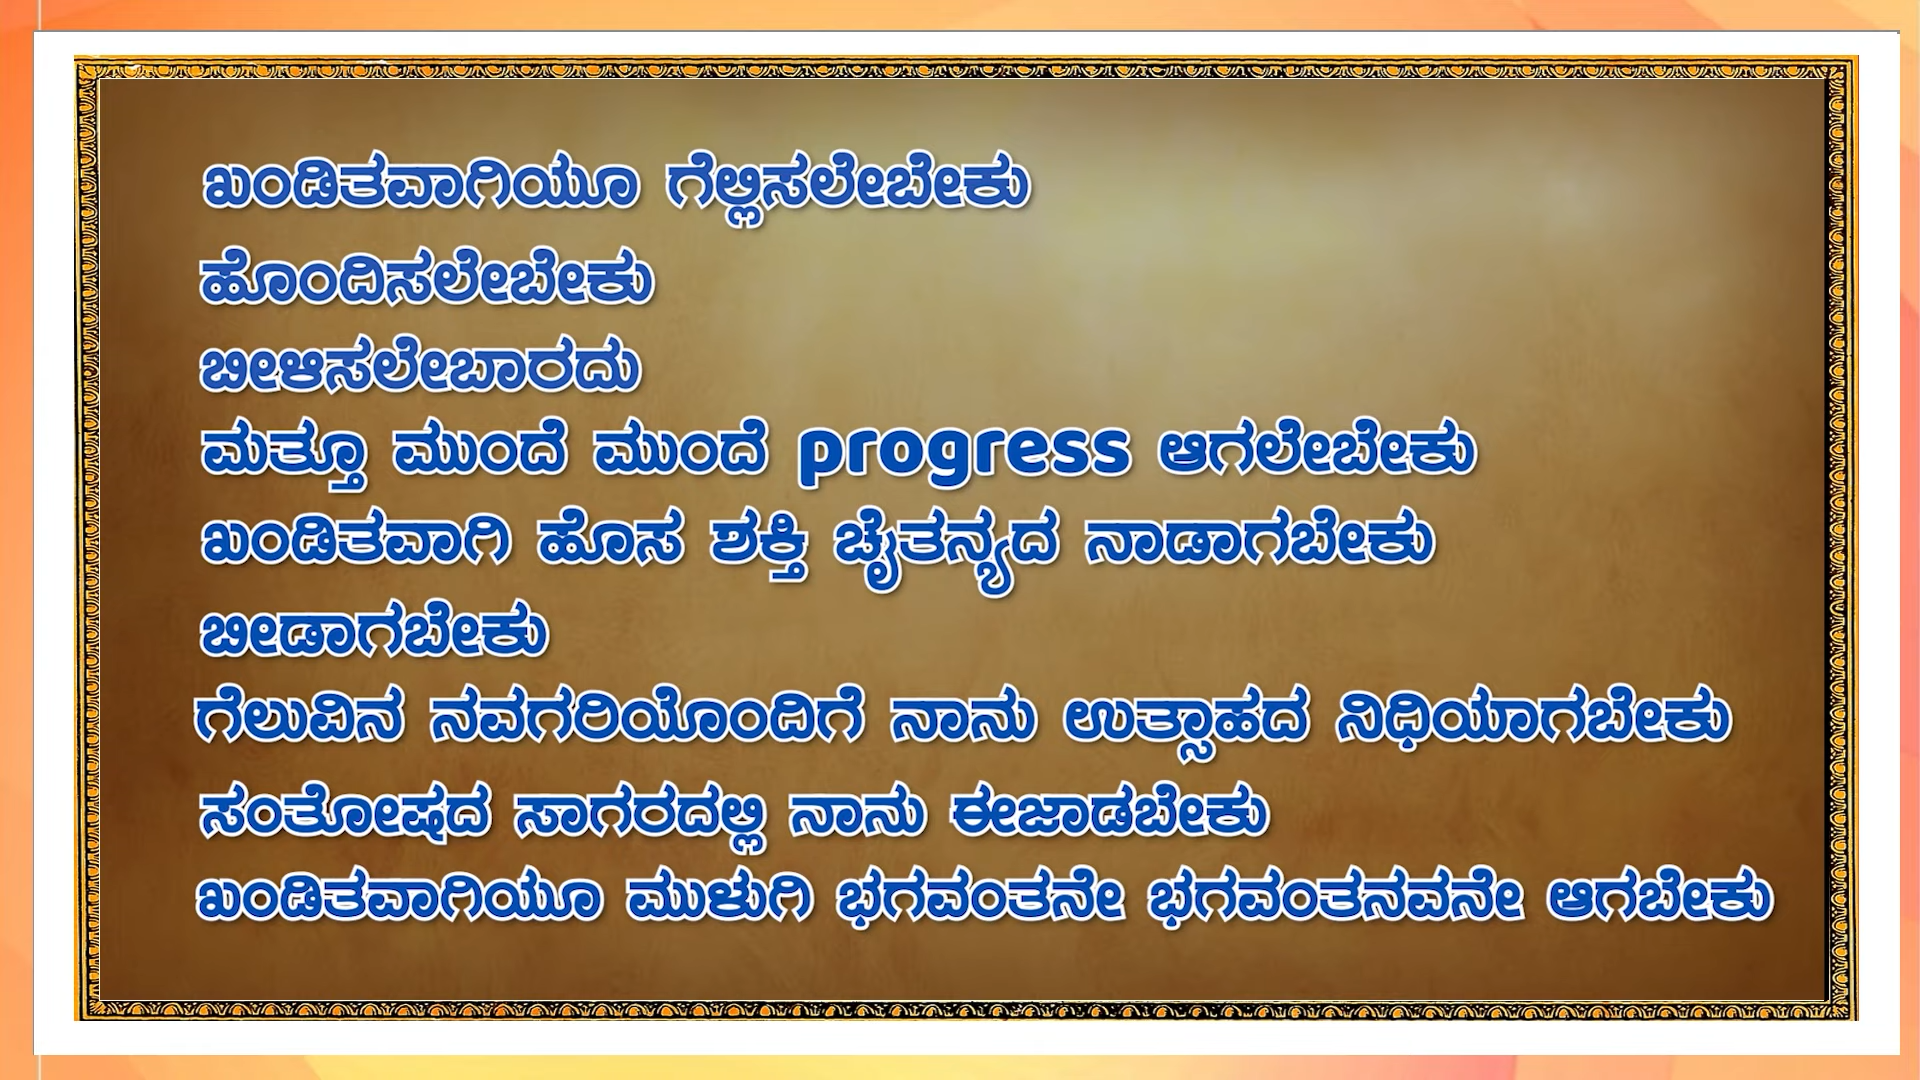 ಖಂಡಿತವಾಗಿಯೂ ಗೆಲ್ಲಿಸಲೇಬೇಕು
ಹೊಂದಿಸಲೇಬೇಕು
ಬೀಳಿಸಲೇಬಾರದು
ಮತ್ತೂ ಮುಂದೆ ಮುಂದೆ progress ಆಗಲೇಬೇಕು
ಖಂಡಿತವಾಗಿ ಹೊಸ ಶಕ್ತಿ ಚೈತನ್ಯದ ನಾಡಾಗಬೇಕು
ಬೀಡಾಗಬೇಕು
ಗೆಲುವಿನ ನವಗರಿಯೊಂದಿಗೆ ನಾನು ಉತ್ಸಾಹದ ನಿಧಿಯಾಗಬೇಕು
ಸಂತೋಷದ ಸಾಗರದಲ್ಲಿ ನಾನು ಈಜಾಡಬೇಕು
ಖಂಡಿತವಾಗಿಯೂ ಮುಳುಗಿ ಭಗವಂತನೇ ಭಗವಂತನವನೇ ಆಗಬೇಕು